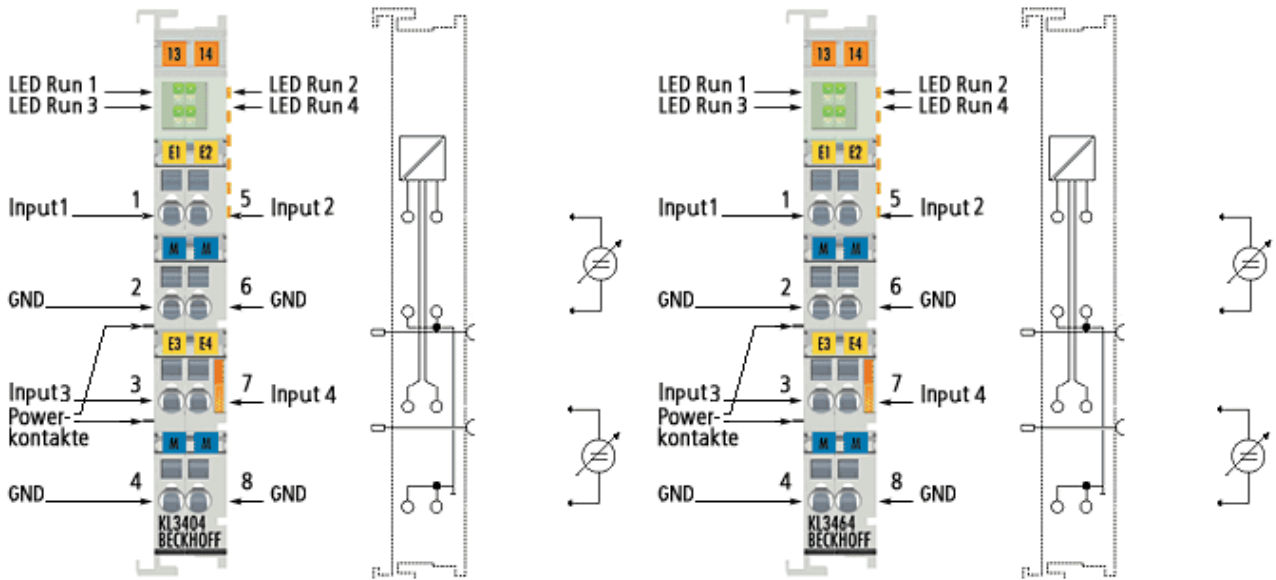 13 14
LED Run 1
LED Run 2
LED Run 3
LED Run 4
E1 E2
Input1
1
5
Input 2
M M
GND
2
6
GND
E3 E4
Input3
3
7
Input 4
Power-
kontakte
M M
GND
4
8
GND
KL3404
BECKHOFF
13 14
LED Run 1
LED Run 2
LED Run 3
LED Run 4
E1 E2
Input1
1
5
Input 2
M M
GND
2
6
GND
E3 E4
Input3
3
7
Input 4
Power-
kontakte
M M
GND
4
8
GND
KL3464
BECKHOFF